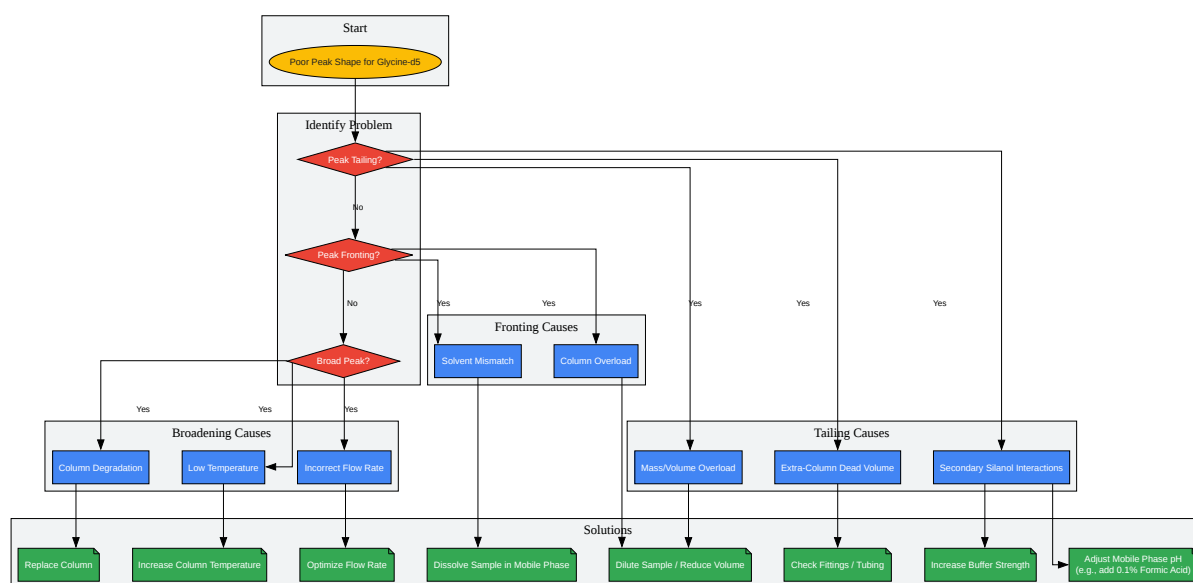 Start
Poor Peak Shape for Glycine-d5
Identify Problem
Peak Tailing?
No
Peak Fronting?
No
Yes
Yes
Yes
Yes
Yes
Fronting Causes
Solvent Mismatch
Column Overload
Broad Peak?
Yes
Yes
Yes
Broadening Causes
Column Degradation
Low Temperature
Incorrect Flow Rate
Tailing Causes
Mass/Volume Overload
Extra-Column Dead Volume
Secondary Silanol Interactions
Solutions
Replace Column
Increase Column Temperature
Optimize Flow Rate
Dissolve Sample in Mobile Phase
Dilute Sample / Reduce Volume
Check Fittings / Tubing
Increase Buffer Strength
Adjust Mobile Phase pH
(e.g., add 0.1% Formic Acid)